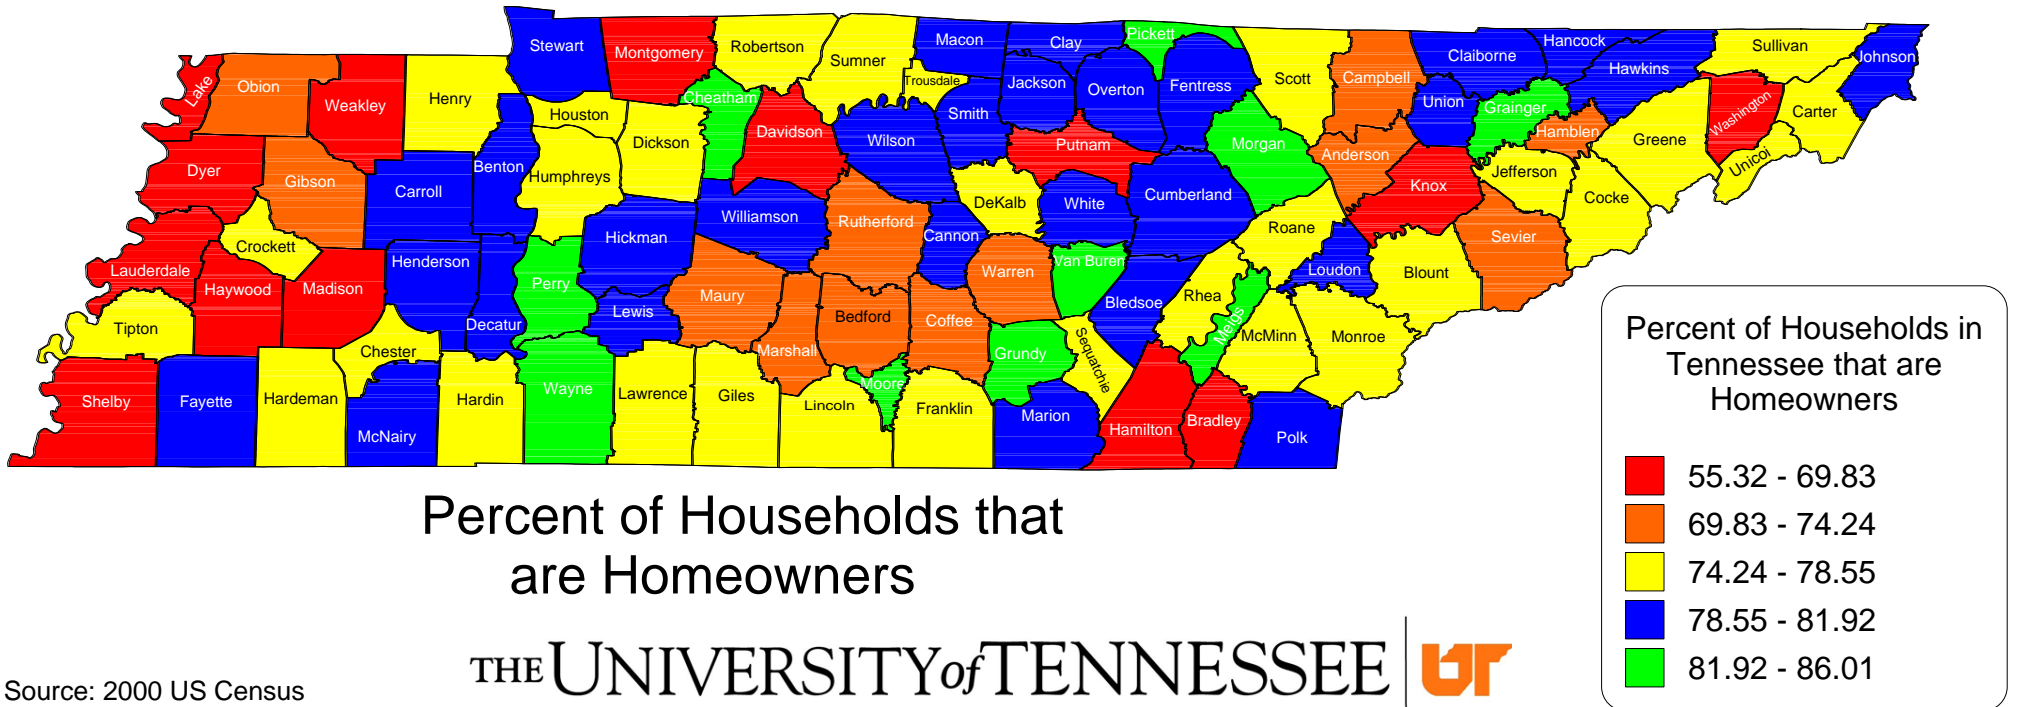 Stewart
Montgomery
Robertson
Sumner
Macon
Clay
Pickett
Scott
Campbell
Claiborne
Hancock
Hawkins
Sullivan
Johnson
Lake
Obion
Weakley
Henry
Houston
Cheatham
Trousdale
Jackson
Overton
Fentress
Union
Grainger
Washington
Carter
Benton
Dickson
Davidson
Wilson
Smith
Putnam
Morgan
Anderson
Hamblen
Greene
Unicoi
Dyer
Gibson
Carroll
Humphreys
Williamson
Rutherford
Cannon
DeKalb
White
Cumberland
Roane
Knox
Jefferson
Cocke
Sevier
Crockett
Lauderdale
Haywood
Madison
Henderson
Decatur
Perry
Hickman
Lewis
Maury
Marshall
Bedford
Coffee
Warren
Van Buren
Bledsoe
Rhea
Meigs
Loudon
Blount
Monroe
McMinn
Tipton
Chester
Grundy
Sequatchie
Shelby
Fayette
Hardeman
McNairy
Hardin
Wayne
Lawrence
Giles
Lincoln
Moore
Franklin
Marion
Hamilton
Bradley
Polk
Percent of Households in
Tennessee that are
Homeowners
55.32 - 69.83
69.83 - 74.24
74.24 - 78.55
78.55 - 81.92
81.92 - 86.01
Percent of Households that
are Homeowners
THE UNIVERSITY of TENNESSEE UT
Source: 2000 US Census